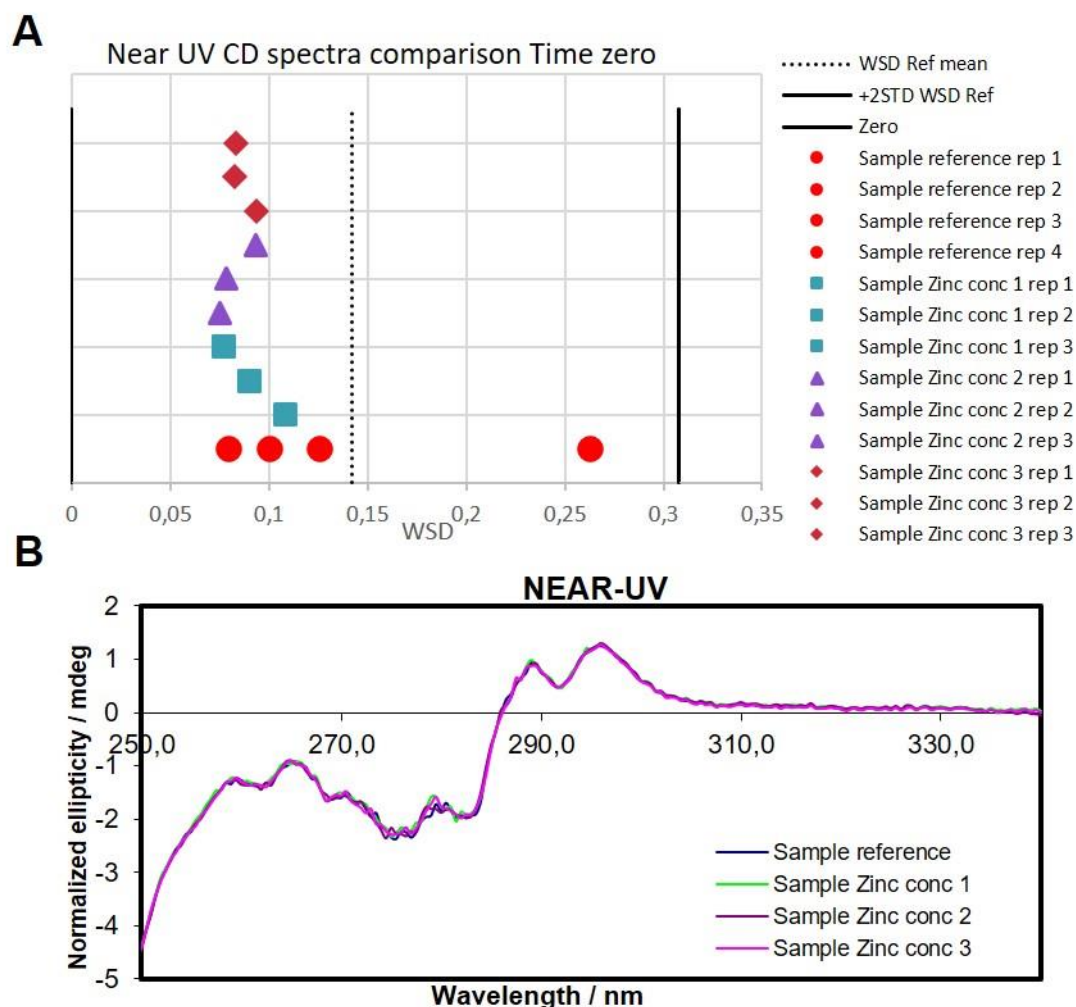 A
Near UV CD spectra comparison Time zero
WSD Ref mean
+2STD WSD Ref
Zero
Sample reference rep 1
Sample reference rep 2
Sample reference rep 3
Sample reference rep 4
Sample Zinc conc 1 rep 1
Sample Zinc conc 1 rep 2
Sample Zinc conc 1 rep 3
Sample Zinc conc 2 rep 1
Sample Zinc conc 2 rep 2
Sample Zinc conc 2 rep 3
Sample Zinc conc 3 rep 1
Sample Zinc conc 3 rep 2
Sample Zinc conc 3 rep 3
0 0,05 0,1 0,15 0,2 0,25 0,3 0,35
WSD
B
NEAR-UV
2
1
0
-1
-2
-3
-4
-5
250,0 270,0 290,0 310,0 330,0
Normalized ellipticity / mdeg
Sample reference
Sample Zinc conc 1
Sample Zinc conc 2
Sample Zinc conc 3
Wavelength / nm